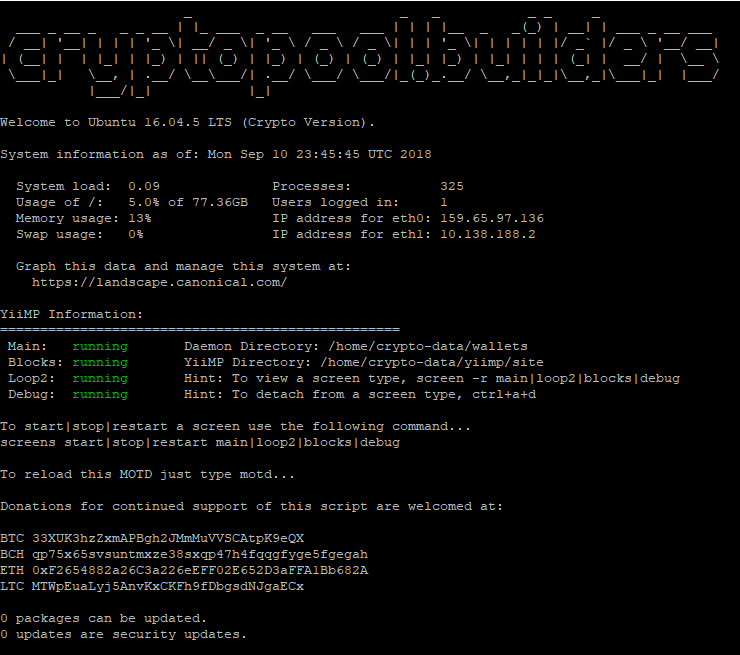 cryptopool.builders
Welcome to Ubuntu 16.04.5 LTS (Crypto Version).
System information as of: Mon Sep 10 23:45:45 UTC 2018
System load: 0.09 Processes: 325
Usage of /: 5.0% of 77.36GB Users logged in: 1
Memory usage: 13% IP address for eth0: 159.65.97.136
Swap usage: 0% IP address for eth1: 10.138.188.2
Graph this data and manage this system at:
https://landscape.canonical.com/
YiiMP Information:
==================================================
Main: running Daemon Directory: /home/crypto-data/wallets
Blocks: running YiiMP Directory: /home/crypto-data/yiimp/site
Loop2: running Hint: To view a screen type, screen -r main|loop2|blocks|debug
Debug: running Hint: To detach from a screen type, ctrl+a+d
To start|stop|restart a screen use the following command...
screens start|stop|restart main|loop2|blocks|debug
To reload this MOTD just type motd...
Donations for continued support of this script are welcomed at:
BTC 33XUK3hzZxmAPBgh2JMmMuVVSCAtpK9eQX
BCH qp75x65svsuntmxze38sxqp47h4fqqgfyge5fgegah
ETH 0xF2654882a26C3a226eEFF02E652D3aFFA1Bb682A
LTC MTWpEuaLyj5AnvKxCKFh9fDbgsdNJgaECx
0 packages can be updated.
0 updates are security updates.